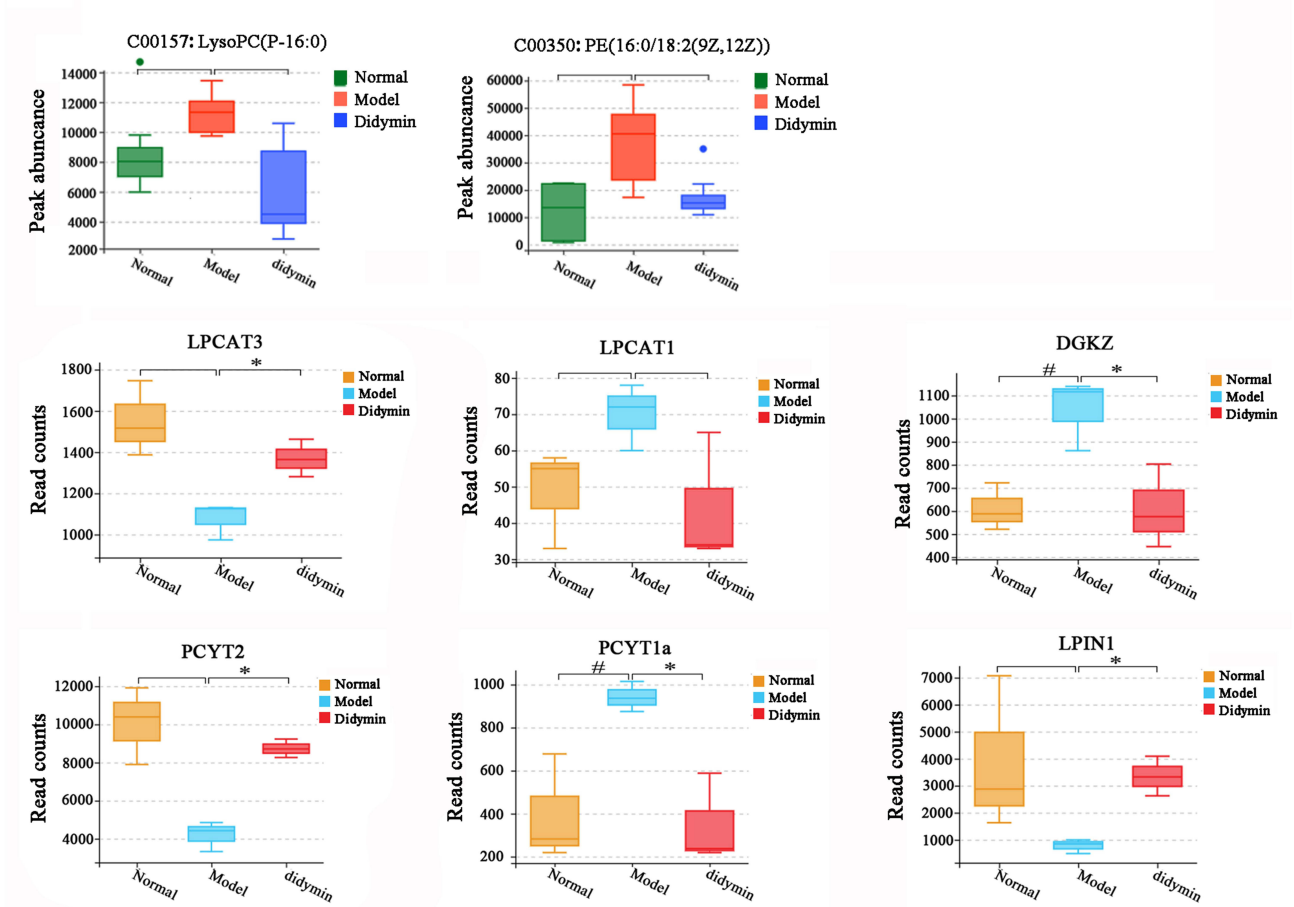 C00157: LysoPC(P-16:0)
Peak abuncance
14000
12000
10000
8000
6000
4000
2000
Normal
Model
didymin
Normal
Model
Didymin
C00350: PE(16:0/18:2(9Z,12Z))
Peak abuncance
60000
50000
40000
30000
20000
10000
0
Normal
Model
didymin
Normal
Model
Didymin
LPCAT3
*
Read counts
1800
1600
1400
1200
1000
Normal
Model
didymin
Normal
Model
Didymin
LPCAT1
Read counts
80
70
60
50
40
30
Normal
Model
didymin
Normal
Model
Didymin
DGKZ
# *
Read counts
1100
1000
900
800
700
600
500
400
Normal
Model
didymin
Normal
Model
Didymin
PCYT2
*
Read counts
12000
10000
8000
6000
4000
Normal
Model
didymin
Normal
Model
Didymin
PCYT1a
# *
Read counts
1000
800
600
400
200
Normal
Model
didymin
Normal
Model
Didymin
LPIN1
*
Read counts
7000
6000
5000
4000
3000
2000
1000
Normal
Model
didymin
Normal
Model
Didymin